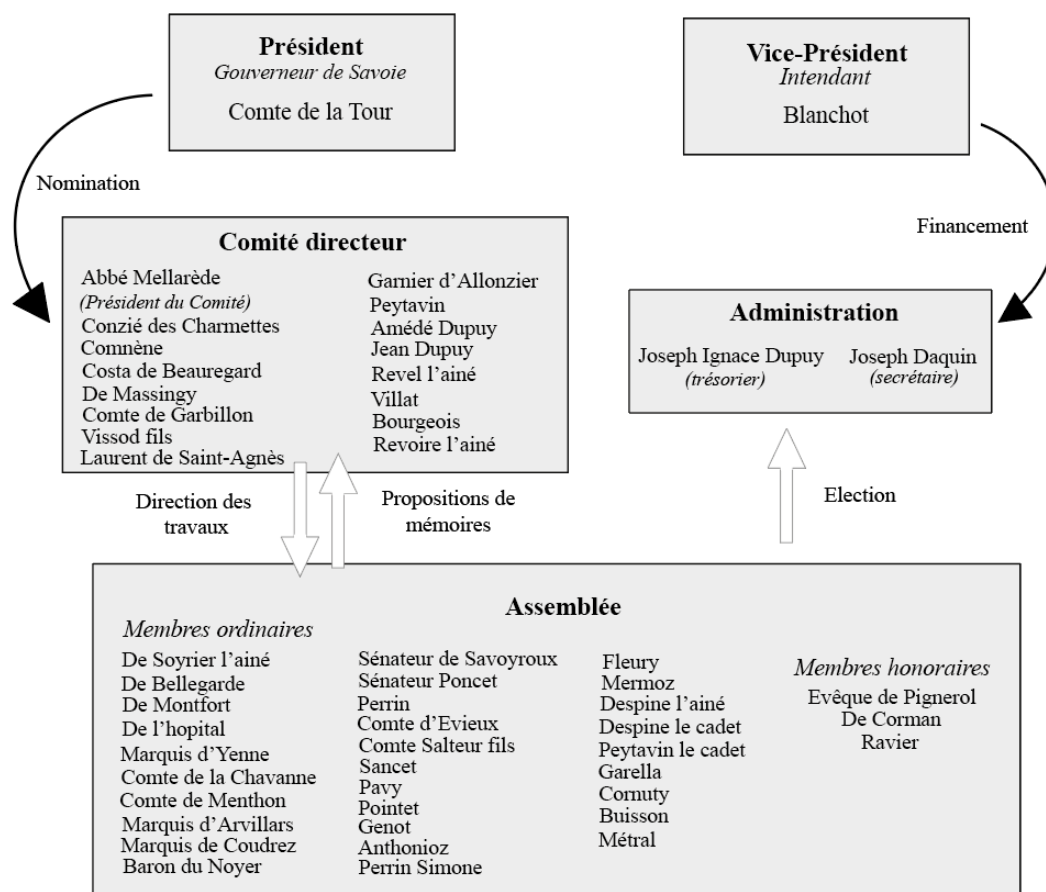 Président
Gouverneur de Savoie
Comte de la Tour
Vice-Président
Intendant
Blanchot
Nomination
Financement
Comité directeur
Abbé Mellarède
(Président du Comité)
Conzié des Charmettes
Comnène
Costa de Beauregard
De Massingy
Comte de Garbillon
Vissod fils
Laurent de Saint-Agnès
Garnier d'Allonzier
Peytavin
Amédé Dupuy
Jean Dupuy
Revel l'ainé
Villat
Bourgeois
Revoire l'ainé
Administration
Joseph Ignace Dupuy
(trésorier)
Joseph Daquin
(secrétaire)
Direction des
travaux
Propositions de
mémoires
Election
Assemblée
Membres ordinaires
De Soyrier l'ainé
De Bellegarde
De Montfort
De l'hopital
Marquis d'Yenne
Comte de la Chavanne
Comte de Menthon
Marquis d'Arvillars
Marquis de Coudrez
Baron du Noyer
Sénateur de Savoyroux
Sénateur Poncet
Perrin
Comte d'Evieux
Comte Salteur fils
Sancet
Pavy
Pointet
Genot
Anthonioz
Perrin Simone
Fleury
Mermoz
Despine l'ainé
Despine le cadet
Peytavin le cadet
Garella
Cornuty
Buisson
Métral
Membres honoraires
Evêque de Pignerol
De Corman
Ravier